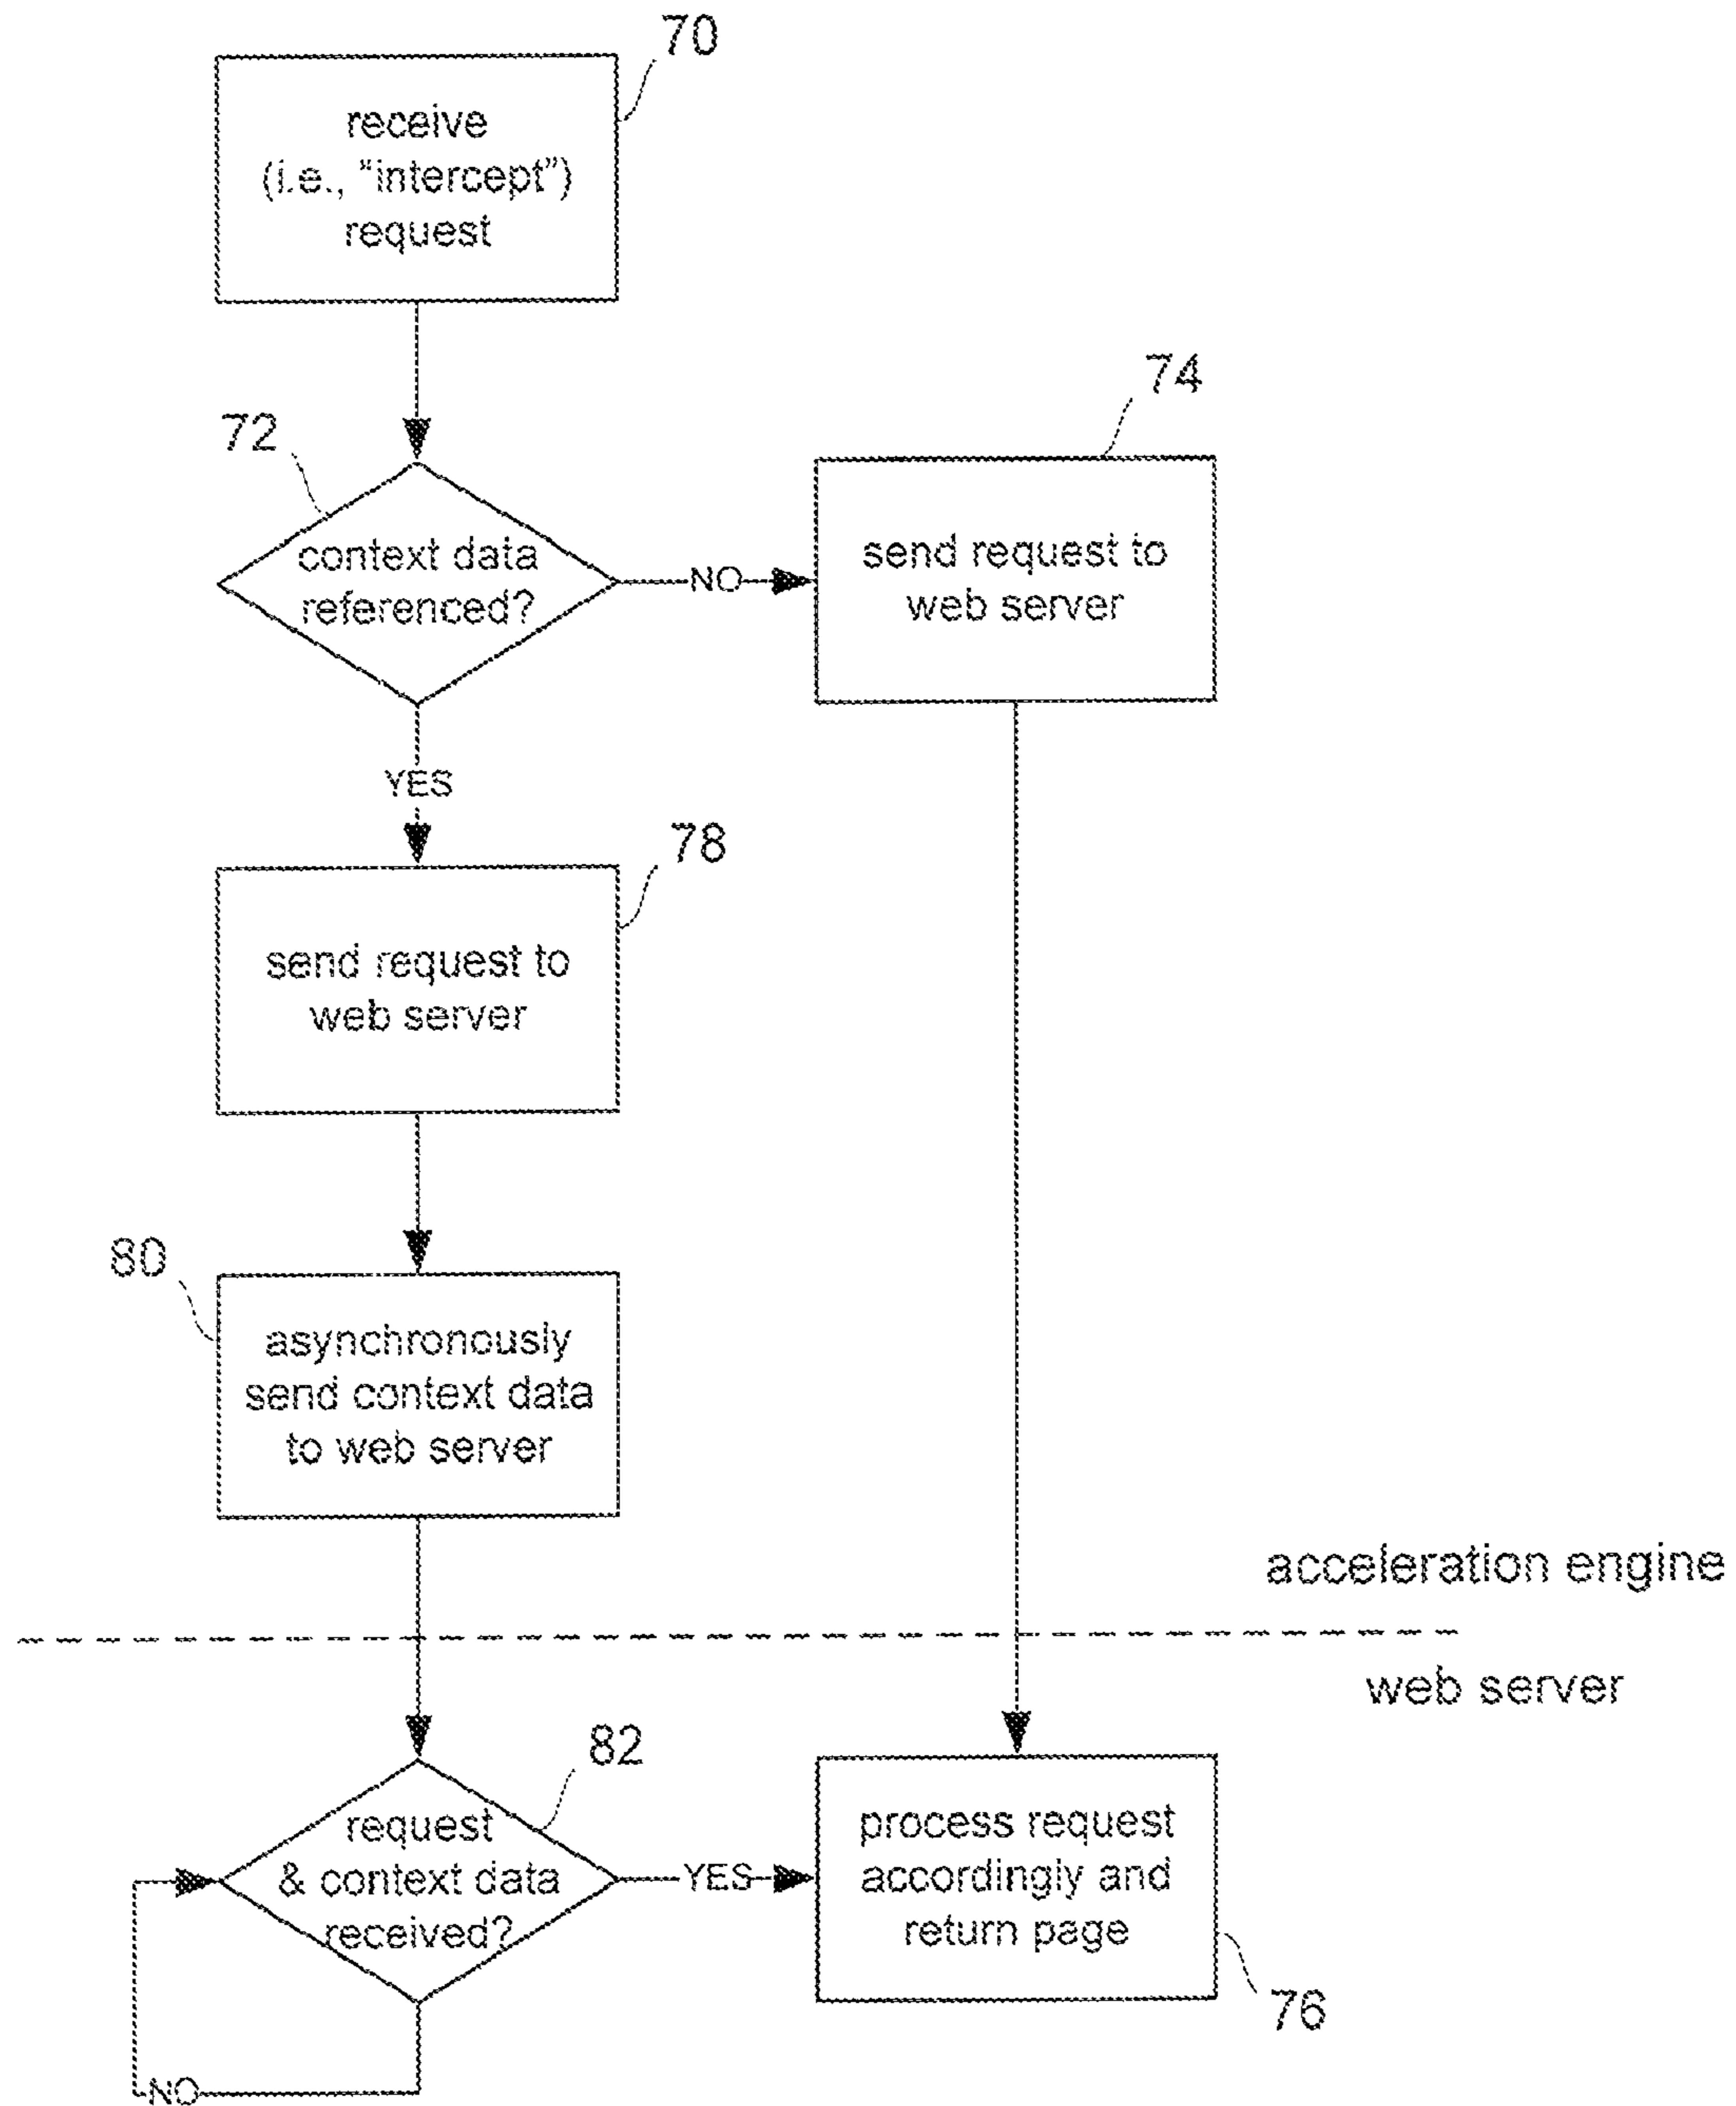 70
receive
(i.e., “intercept”)
request
72
context data
referenced?
NO
74
send request to
web server
YES
78
send request to
web server
80
asynchronously
send context data
to web server
acceleration engine
web server
82
request
& context data
received?
YES
NO
process request
accordingly and
return page
76